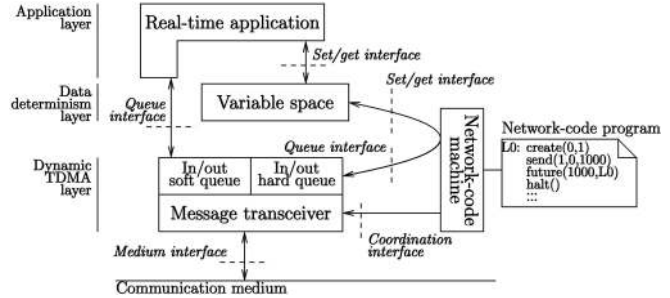 Application
layer
Real-time application
Set/get interface
Data
determinism
layer
Queue
interface
Variable space
Set/get interface
Network-code
machine
Network-code program
L0: create(0,1)
send(1,0,1000)
future(1000,L0)
halt()
...
Dynamic
TDMA
layer
Queue interface
In/out
soft queue
In/out
hard queue
Message transceiver
Medium interface
Coordination
interface
Communication medium